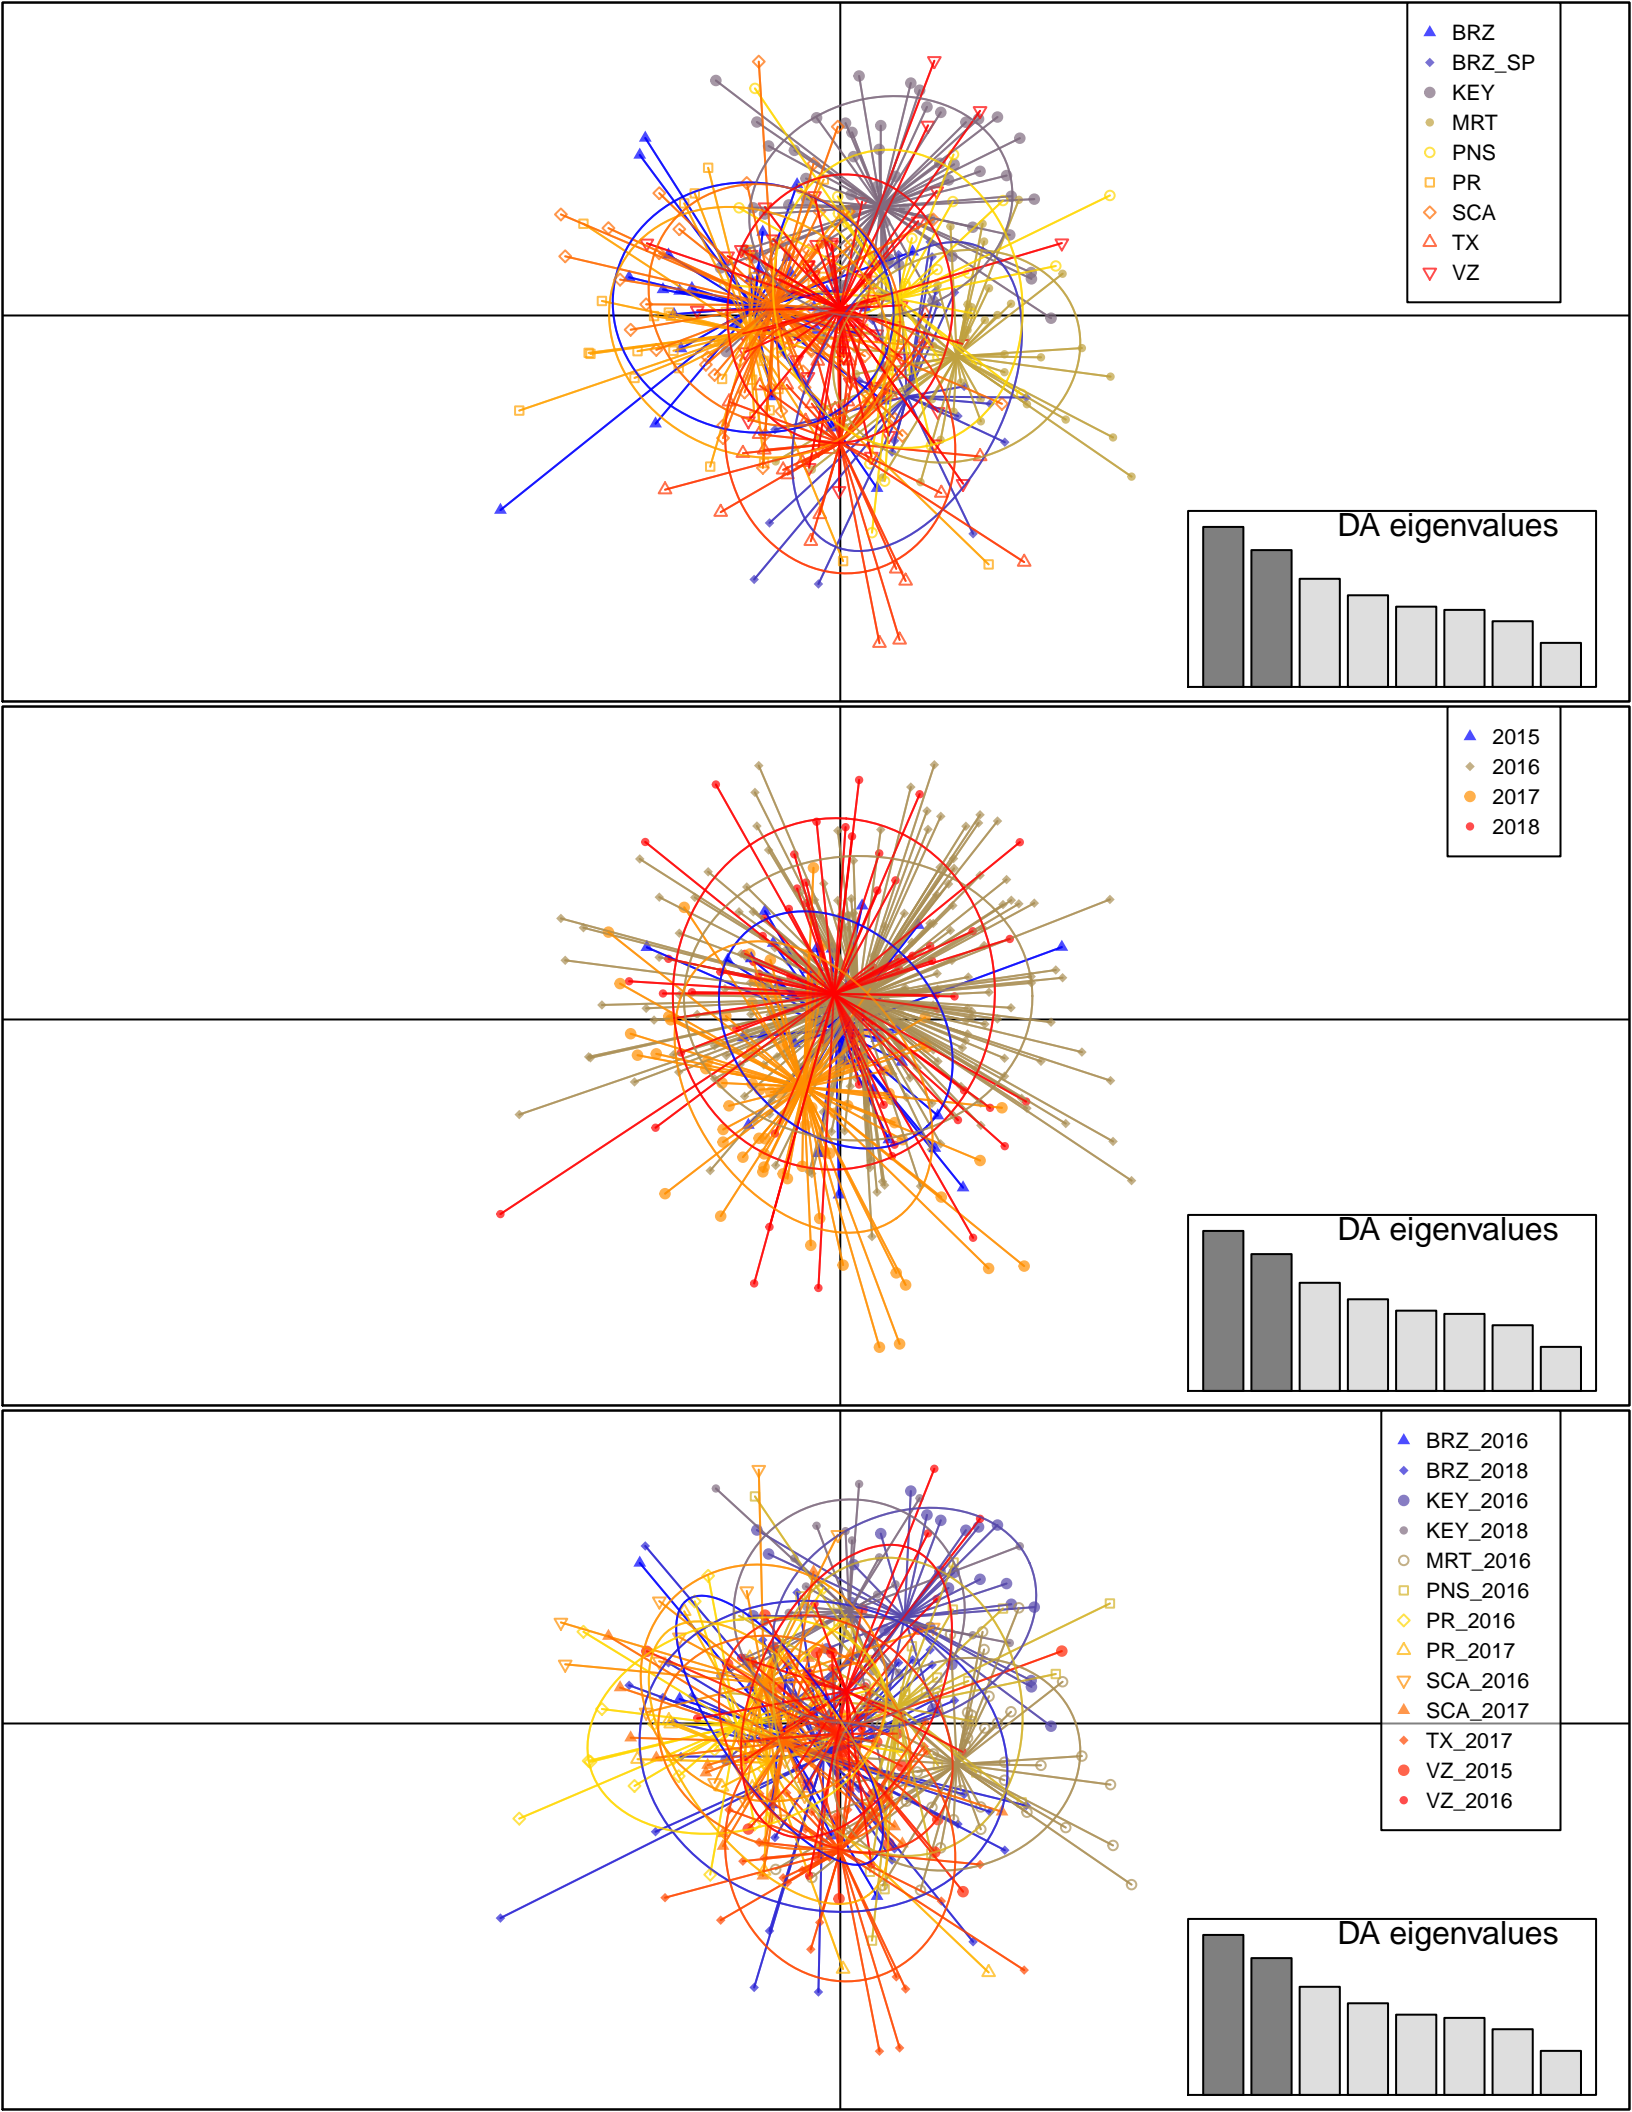 BRZ
BRZ_SP
KEY
MRT
PNS
PR
SCA
TX
VZ
DA eigenvalues
2015
2016
2017
2018
DA eigenvalues
BRZ_2016
BRZ_2018
KEY_2016
KEY_2018
MRT_2016
PNS_2016
PR_2016
PR_2017
SCA_2016
SCA_2017
TX_2017
VZ_2015
VZ_2016
DA eigenvalues